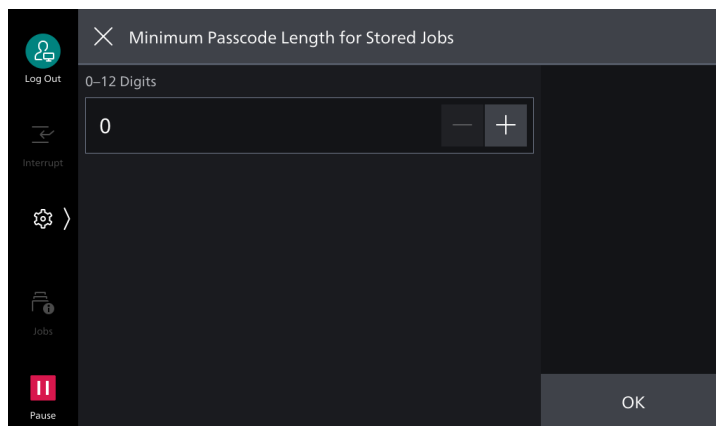 Minimum Passcode Length for Stored Jobs
Log Out
0–12 Digits
0
Interrupt
Jobs
Pause
OK